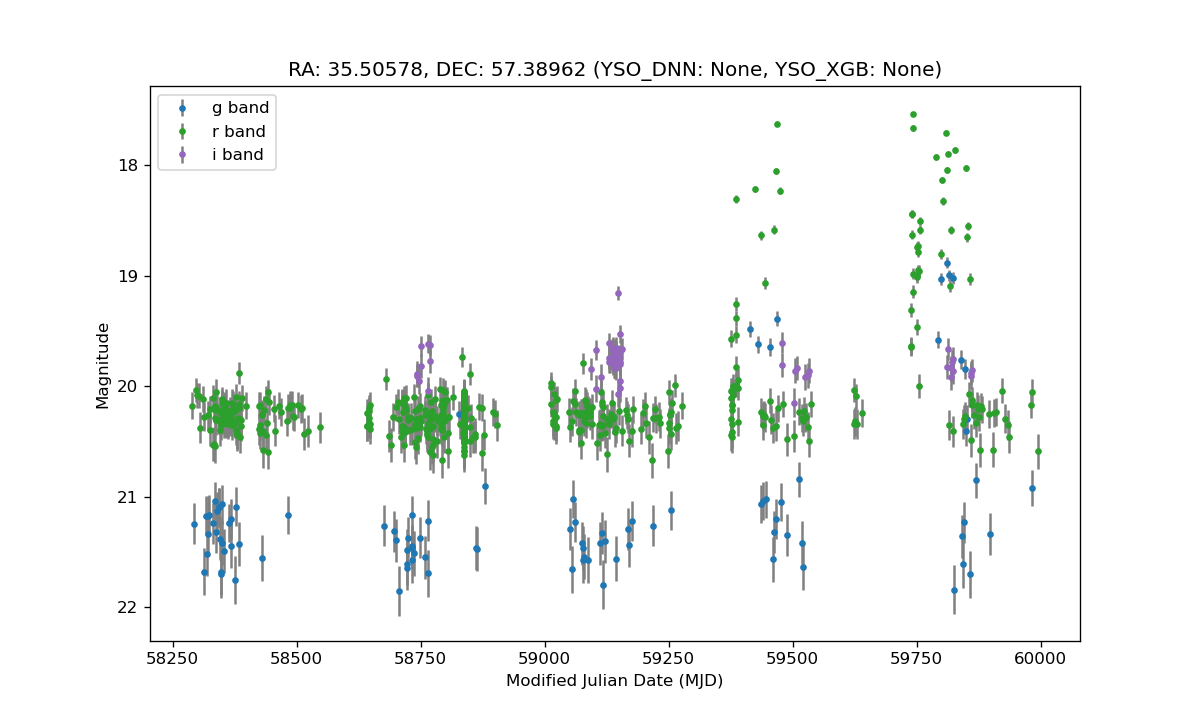 RA: 35.50578, DEC: 57.38962 (YSO_DNN: None, YSO_XGB: None)
g band
r band
i band
18
19
20
21
22
Magnitude
58250 58500 58750 59000 59250 59500 59750 60000
Modified Julian Date (MJD)